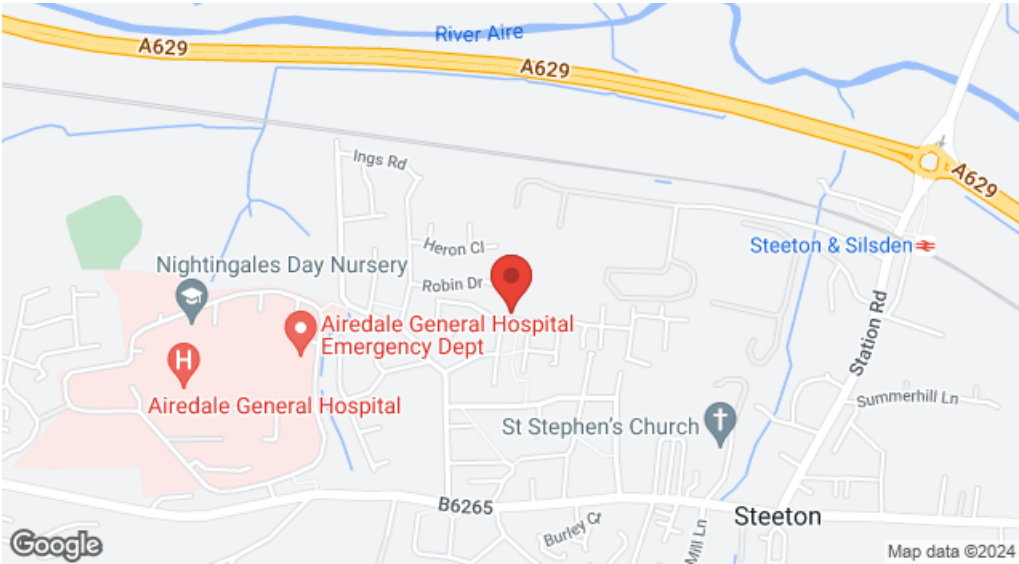 River Aire
A629
A629
A629
Ings Rd
Heron Cl
Steeton & Silsden
Nightingales Day Nursery
Robin Dr
Airedale General Hospital
Emergency Dept
H
Station Rd
Airedale General Hospital
Summerhill Ln
St Stephen's Church
B6265
Steeton
Burley Cr
Mill Ln
Google
Map data ©2024